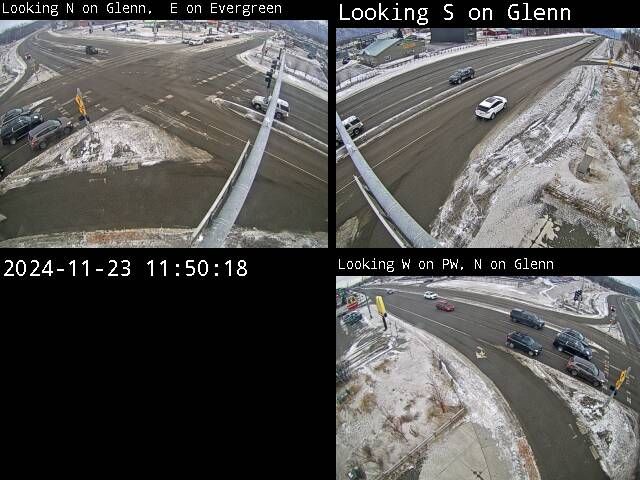 Looking N on Glenn,  E on Evergreen
Looking S on Glenn
2024-11-23 11:50:18
Looking W on PW, N on Glenn